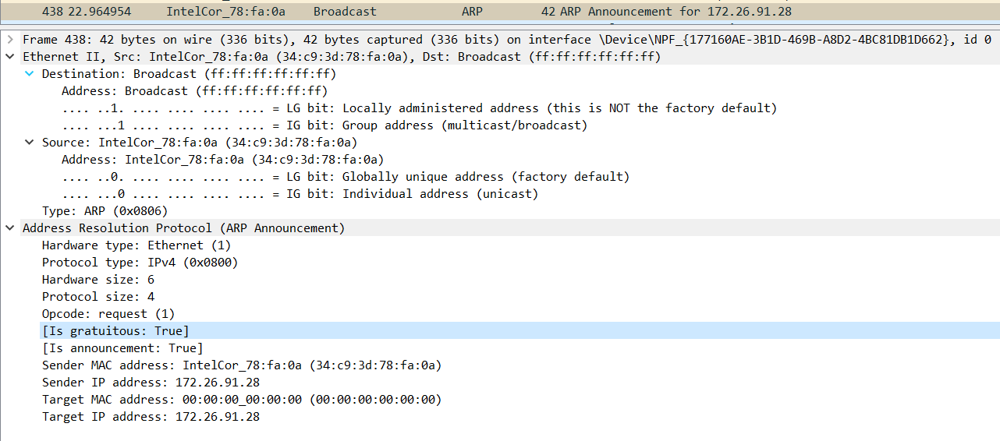 438 22.964954 IntelCor_78:fa:0a Broadcast ARP 42 ARP Announcement for 172.26.91.28
Frame 438: 42 bytes on wire (336 bits), 42 bytes captured (336 bits) on interface \Device\NPF_{177160AE-3B1D-469B-A8D2-4BC81DB1D662}, id 0
Ethernet II, Src: IntelCor_78:fa:0a (34:c9:3d:78:fa:0a), Dst: Broadcast (ff:ff:ff:ff:ff:ff)
Destination: Broadcast (ff:ff:ff:ff:ff:ff)
Address: Broadcast (ff:ff:ff:ff:ff:ff)
.... ..1. .... .... .... .... = LG bit: Locally administered address (this is NOT the factory default)
.... ...1 .... .... .... .... = IG bit: Group address (multicast/broadcast)
Source: IntelCor_78:fa:0a (34:c9:3d:78:fa:0a)
Address: IntelCor_78:fa:0a (34:c9:3d:78:fa:0a)
.... ..0. .... .... .... .... = LG bit: Globally unique address (factory default)
.... ...0 .... .... .... .... = IG bit: Individual address (unicast)
Type: ARP (0x0806)
Address Resolution Protocol (ARP Announcement)
Hardware type: Ethernet (1)
Protocol type: IPv4 (0x0800)
Hardware size: 6
Protocol size: 4
Opcode: request (1)
[Is gratuitous: True]
[Is announcement: True]
Sender MAC address: IntelCor_78:fa:0a (34:c9:3d:78:fa:0a)
Sender IP address: 172.26.91.28
Target MAC address: 00:00:00_00:00:00 (00:00:00:00:00:00)
Target IP address: 172.26.91.28